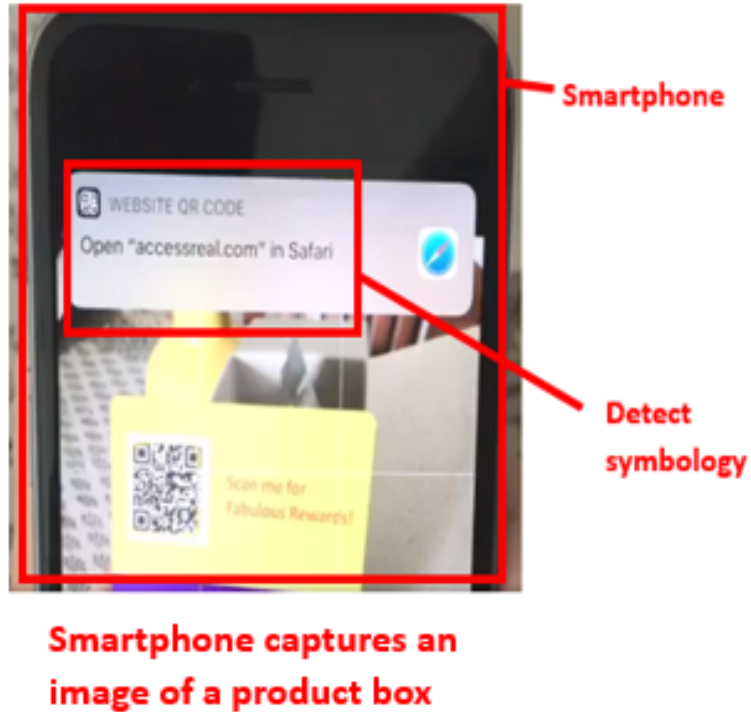 Smartphone
WEBSITE QR CODE
Open "accessreal.com" in Safari
Detect
symbology
Scan me for
Fabulous Rewards!
Smartphone captures an
image of a product box